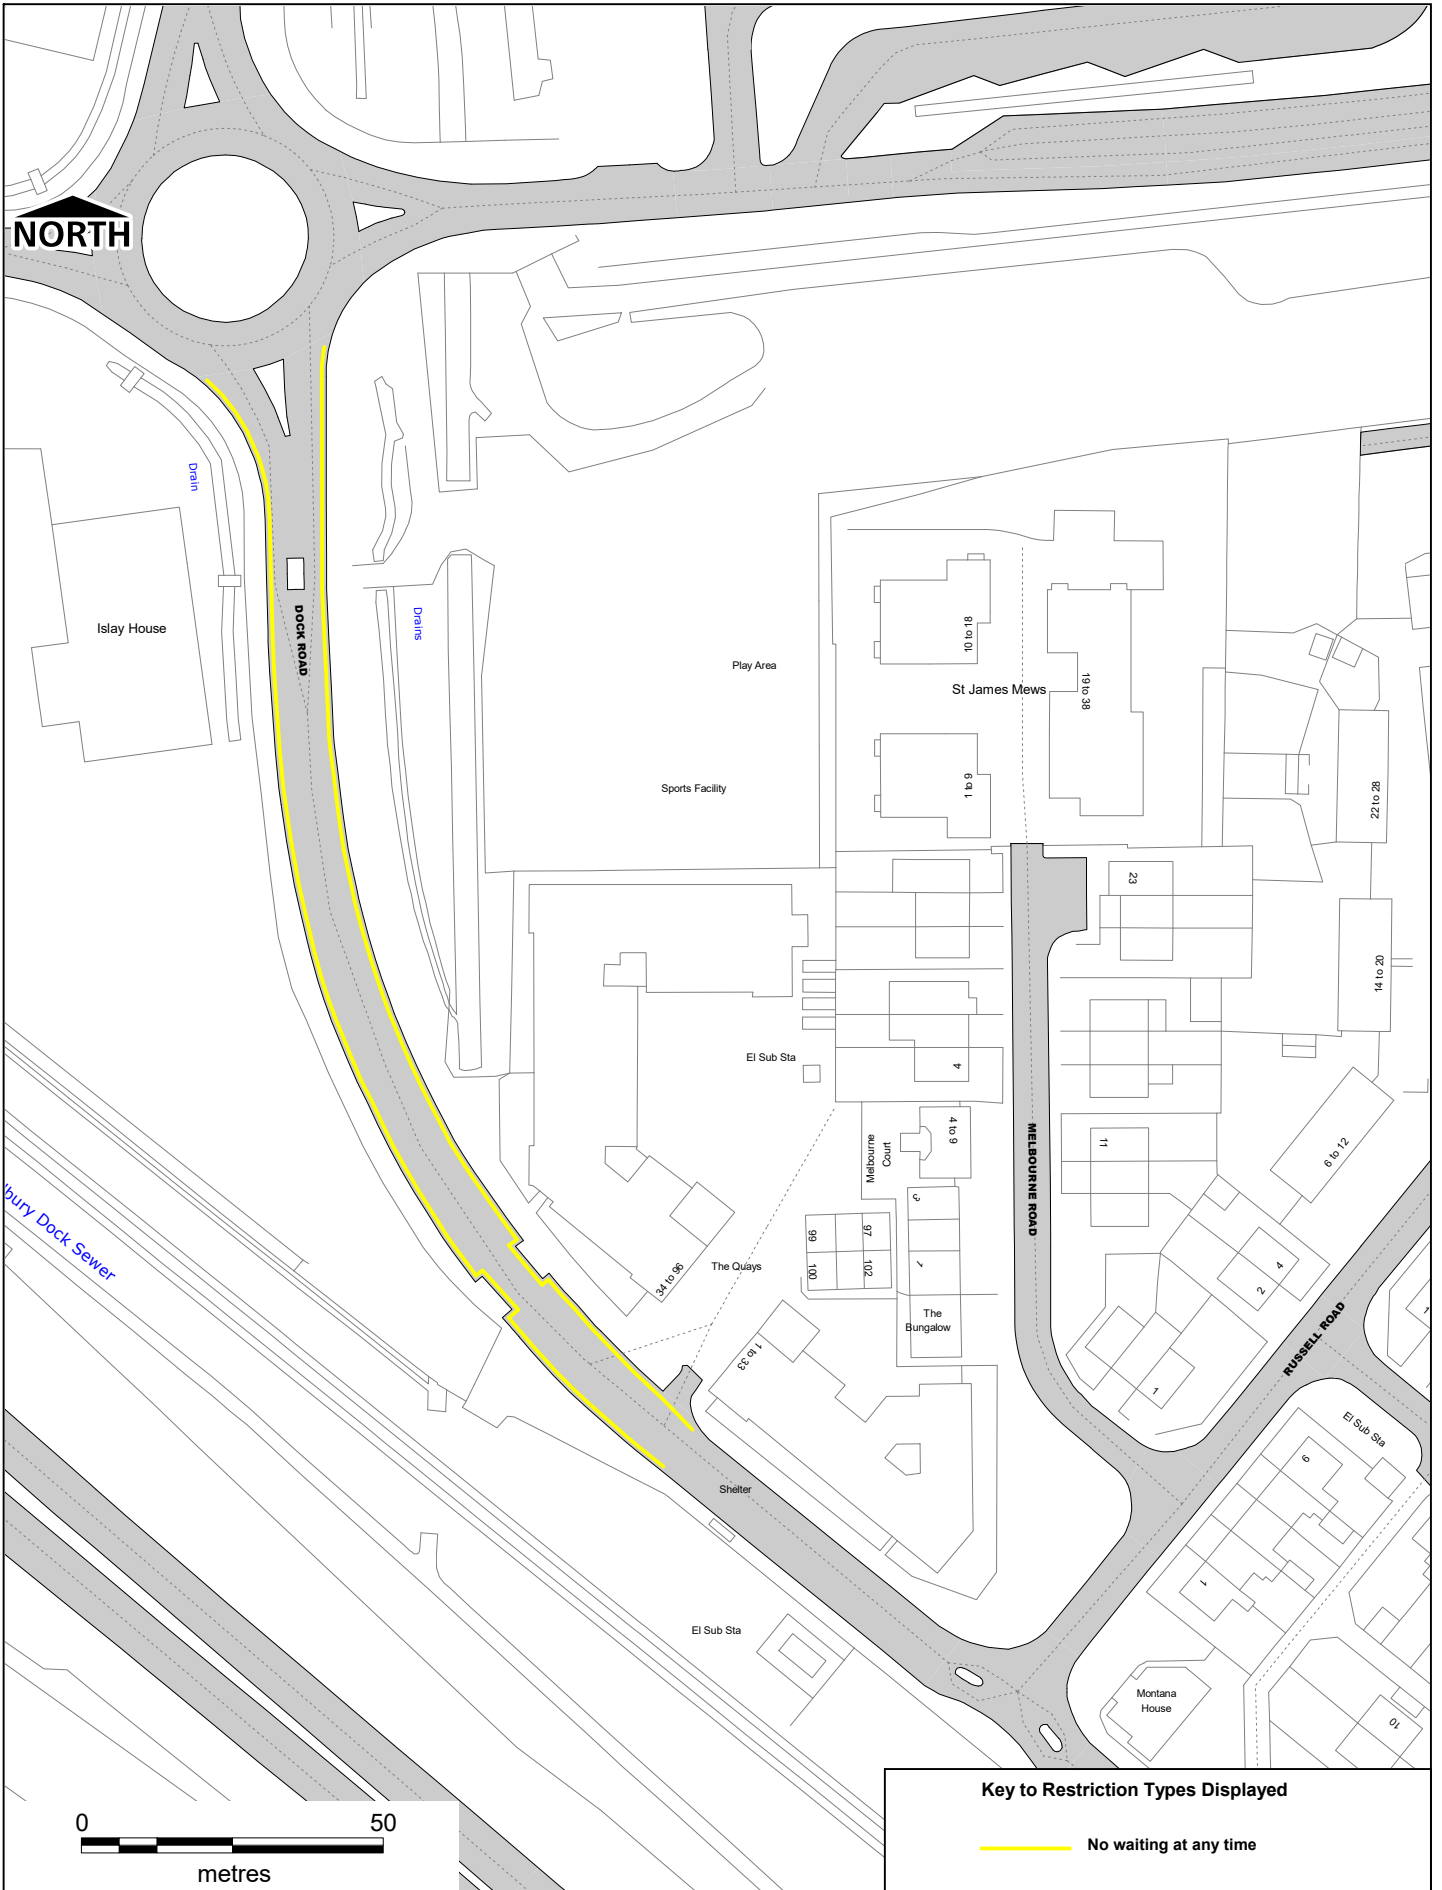 NORTH
Drain
Islay House
DOCK ROAD
Drains
10 to 18
Play Area
19 to 38
St James Mews
Sports Facility
1 to 9
22 to 28
23
14 to 20
El Sub Sta
4
4 to 9
Melbourne
Court
MELBOURNE ROAD
11
6 to 12
3
lbury Dock Sewer
99
97
100
102
1
34 to 96
The Quays
4
2
The
Bungalow
1
1 to 33
RUSSELL ROAD
1
El Sub Sta
9
Shelter
1
El Sub Sta
Montana
House
10
Key to Restriction Types Displayed
No waiting at any time
0 50
metres